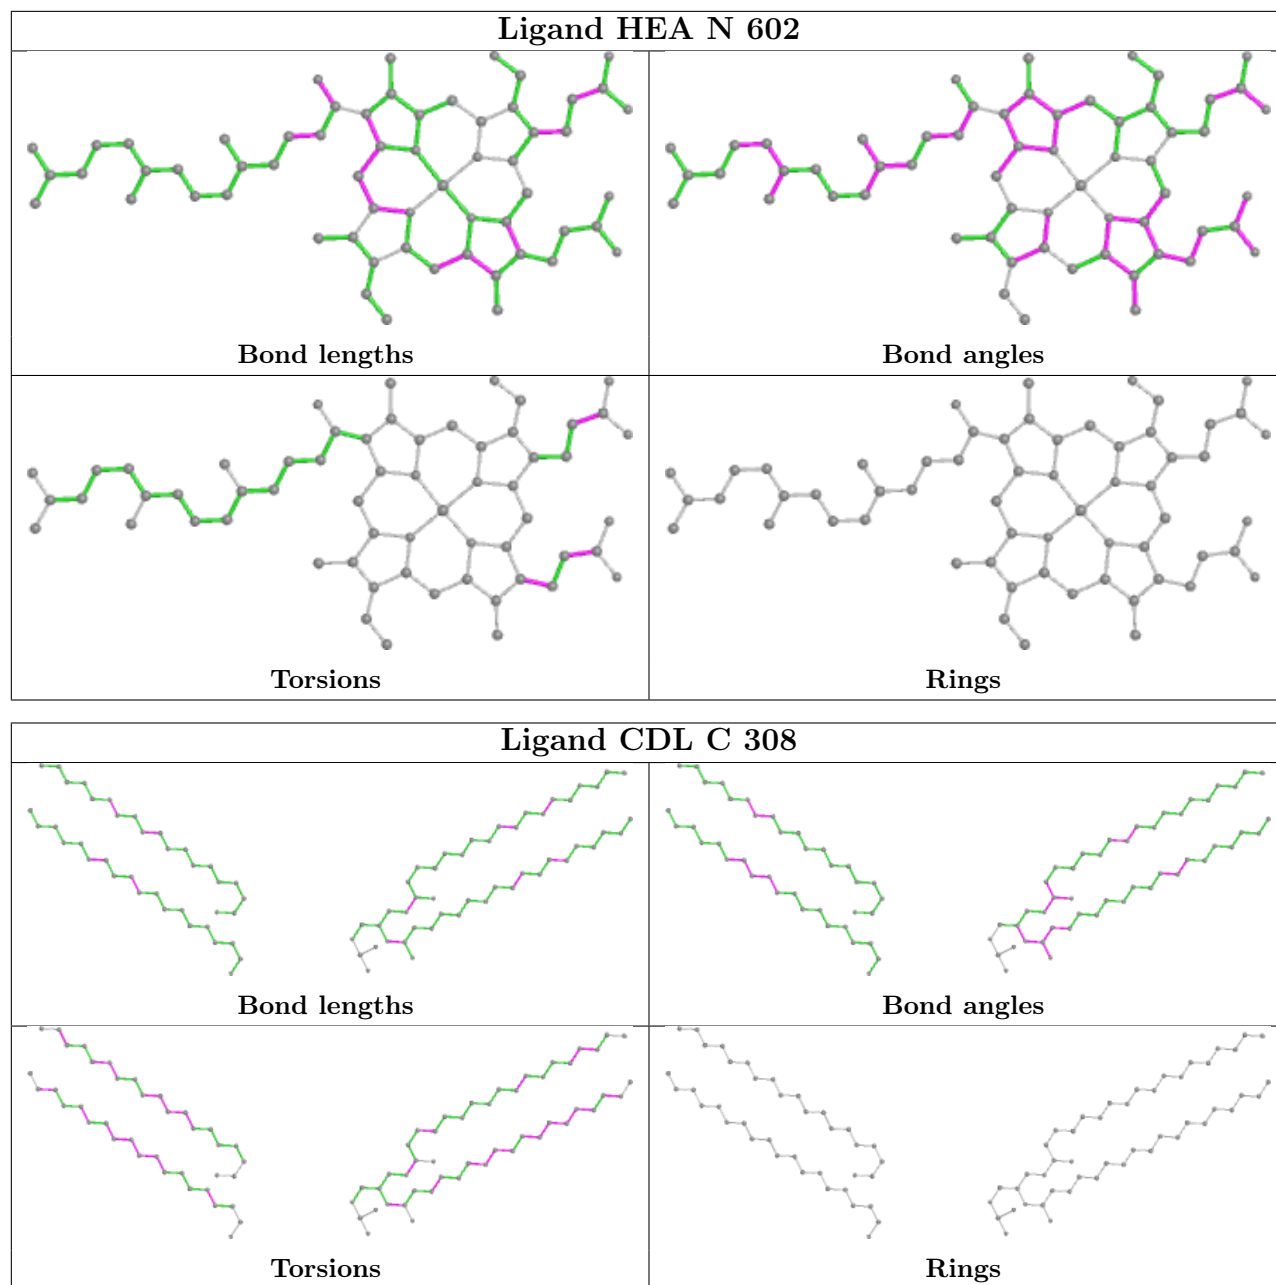 Ligand HEA N 602
Bond lengths
Bond angles
Torsions
Rings
Ligand CDL C 308
Bond lengths
Bond angles
Torsions
Rings